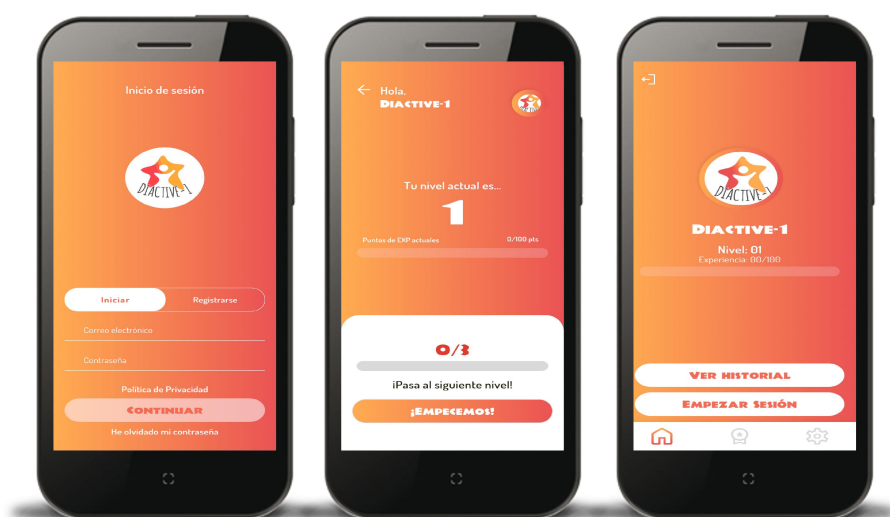 Inicio de sesión
DIACTIVE-1
Iniciar
Registrarse
Correo electrónico
Contraseña
Política de Privacidad
CONTINUAR
He olvidado mi contraseña
Hola,
DIACTIVE-1
Tu nivel actual es...
1
Puntos de EXP actuales
0/100 pts
0/3
¡Pasa al siguiente nivel!
¡EMPECEMOS!
DIACTIVE-1
DIACTIVE-1
Nivel: 01
Experiencia: 00/100
VER HISTORIAL
EMPEZAR SESIÓN